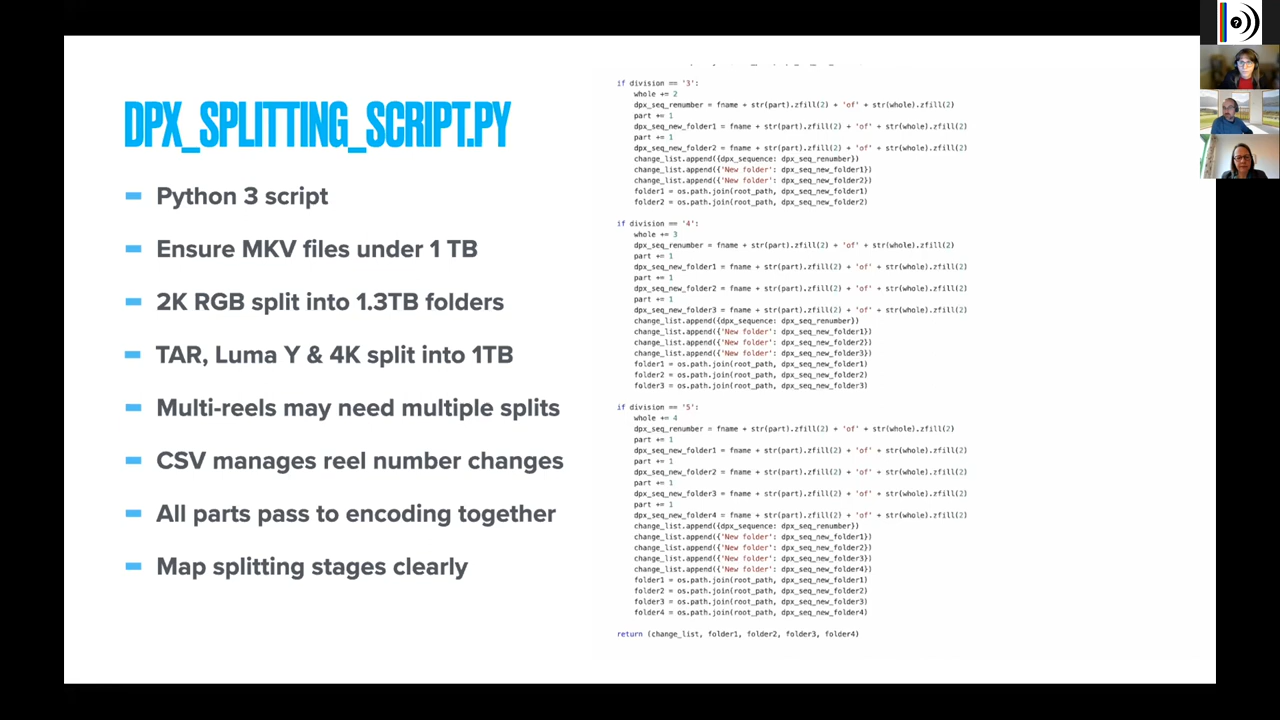 DPX_SPLITTING_SCRIPT.PY
Python 3 script
Ensure MKV files under 1 TB
2K RGB split into 1.3TB folders
TAR, Luma Y & 4K split into 1TB
Multi-reels may need multiple splits
CSV manages reel number changes
All parts pass to encoding together
Map splitting stages clearly
if division == '3':
whole += 2
dpx_seq_renumber = fname + str(part).zfill(2) + 'of' + str(whole).zfill(2)
part += 1
dpx_seq_new_folder1 = fname + str(part).zfill(2) + 'of' + str(whole).zfill(2)
part += 1
dpx_seq_new_folder2 = fname + str(part).zfill(2) + 'of' + str(whole).zfill(2)
change_list.append({dpx_sequence: dpx_seq_renumber})
change_list.append({'New folder': dpx_seq_new_folder1})
change_list.append({'New folder': dpx_seq_new_folder2})
folder1 = os.path.join(root_path, dpx_seq_new_folder1)
folder2 = os.path.join(root_path, dpx_seq_new_folder2)
if division == '4':
whole += 3
dpx_seq_renumber = fname + str(part).zfill(2) + 'of' + str(whole).zfill(2)
part += 1
dpx_seq_new_folder1 = fname + str(part).zfill(2) + 'of' + str(whole).zfill(2)
part += 1
dpx_seq_new_folder2 = fname + str(part).zfill(2) + 'of' + str(whole).zfill(2)
part += 1
dpx_seq_new_folder3 = fname + str(part).zfill(2) + 'of' + str(whole).zfill(2)
change_list.append({dpx_sequence: dpx_seq_renumber})
change_list.append({'New folder': dpx_seq_new_folder1})
change_list.append({'New folder': dpx_seq_new_folder2})
change_list.append({'New folder': dpx_seq_new_folder3})
folder1 = os.path.join(root_path, dpx_seq_new_folder1)
folder2 = os.path.join(root_path, dpx_seq_new_folder2)
folder3 = os.path.join(root_path, dpx_seq_new_folder3)
if division == '5':
whole += 4
dpx_seq_renumber = fname + str(part).zfill(2) + 'of' + str(whole).zfill(2)
part += 1
dpx_seq_new_folder1 = fname + str(part).zfill(2) + 'of' + str(whole).zfill(2)
part += 1
dpx_seq_new_folder2 = fname + str(part).zfill(2) + 'of' + str(whole).zfill(2)
part += 1
dpx_seq_new_folder3 = fname + str(part).zfill(2) + 'of' + str(whole).zfill(2)
part += 1
dpx_seq_new_folder4 = fname + str(part).zfill(2) + 'of' + str(whole).zfill(2)
change_list.append({dpx_sequence: dpx_seq_renumber})
change_list.append({'New folder': dpx_seq_new_folder1})
change_list.append({'New folder': dpx_seq_new_folder2})
change_list.append({'New folder': dpx_seq_new_folder3})
change_list.append({'New folder': dpx_seq_new_folder4})
folder1 = os.path.join(root_path, dpx_seq_new_folder1)
folder2 = os.path.join(root_path, dpx_seq_new_folder2)
folder3 = os.path.join(root_path, dpx_seq_new_folder3)
folder4 = os.path.join(root_path, dpx_seq_new_folder4)
return (change_list, folder1, folder2, folder3, folder4)
?